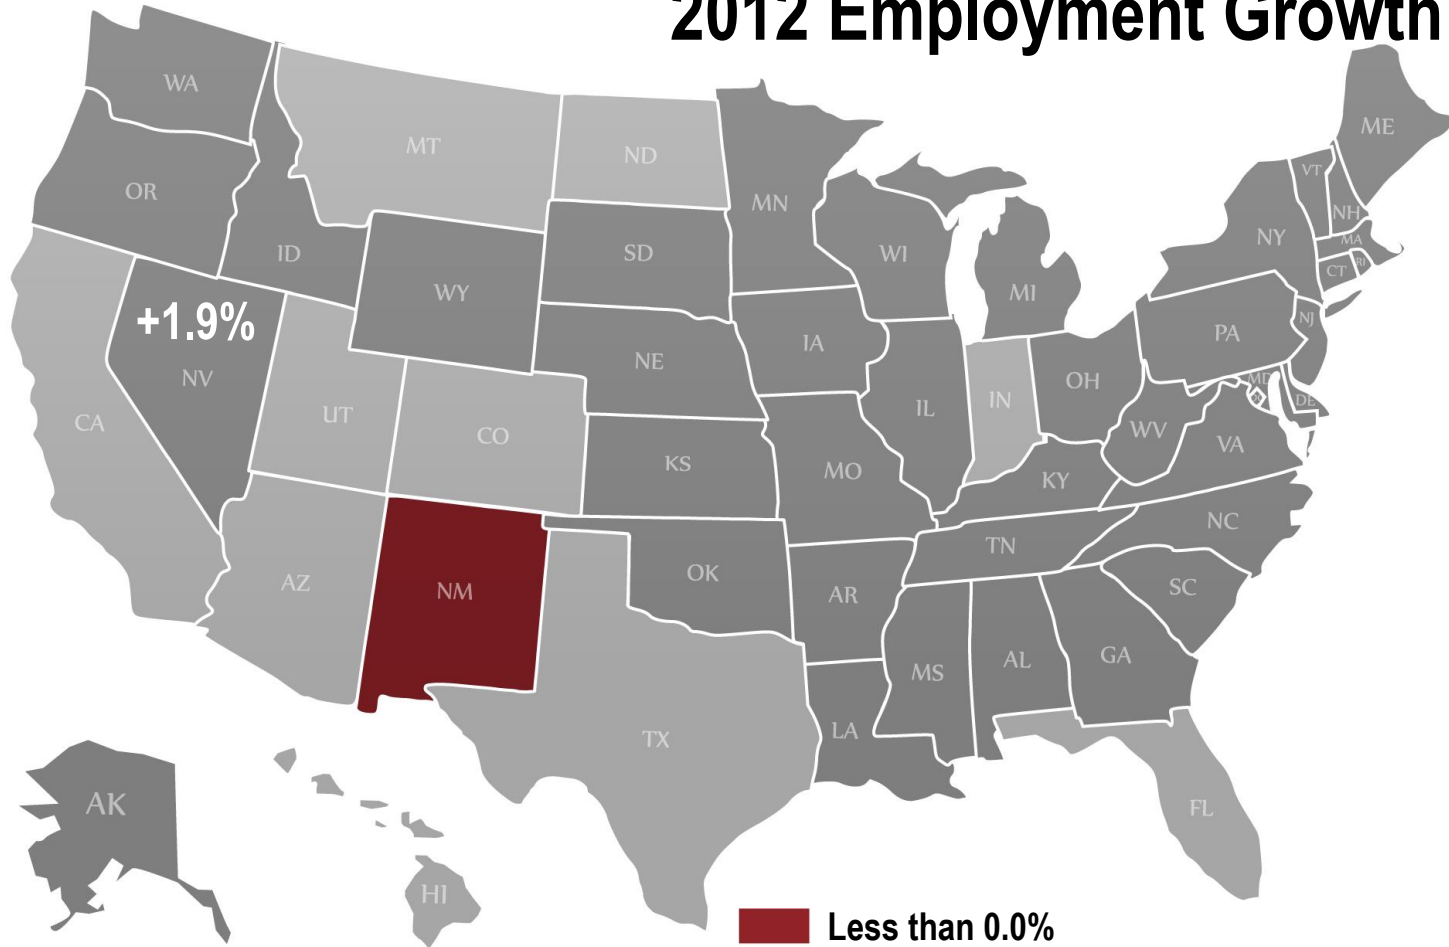 2012 Employment Growth
WA
MT
ND
ME
OR
ID
MN
VT
NH
NY
MA
SD
WI
CT
RI
WY
MI
+1.9%
NJ
PA
IA
NE
NV
OH
MD
DE
UT
IN
IL
CA
CO
WV
VA
KS
MO
KY
NC
TN
AZ
NM
OK
AR
SC
MS
AL
GA
LA
TX
AK
FL
HI
Less than 0.0%